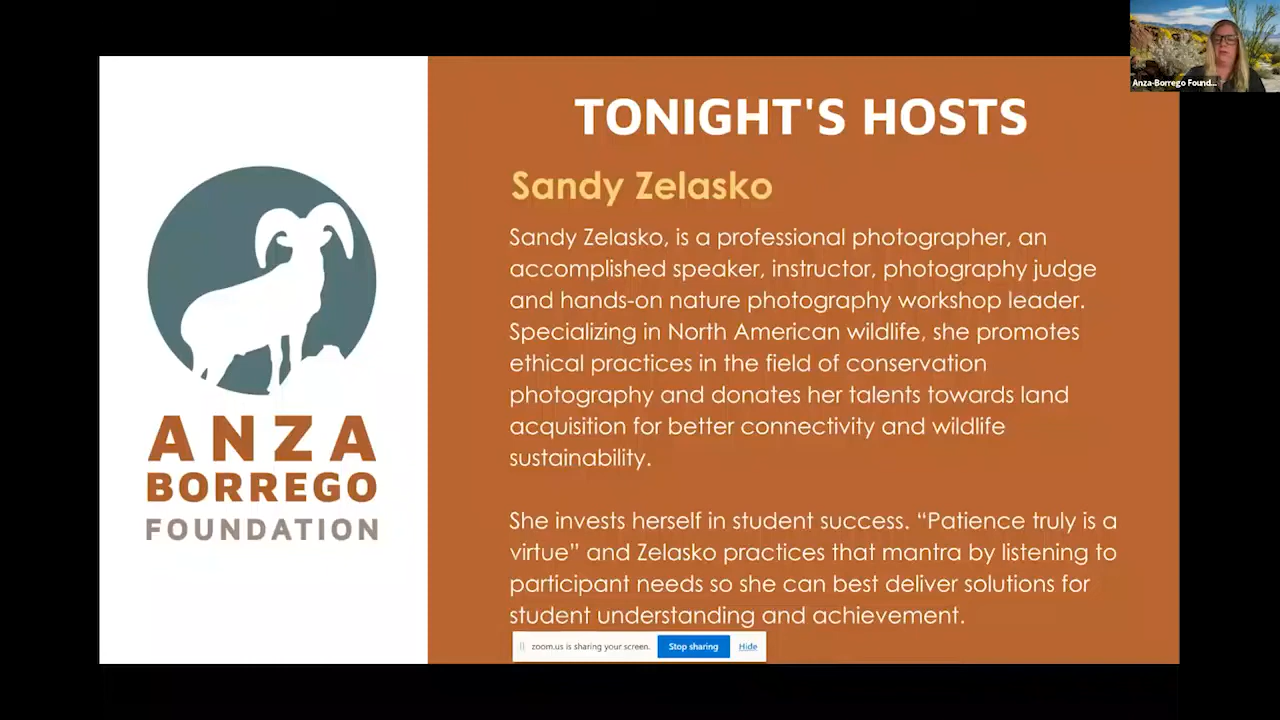 Anza-Borrego Found...
TONIGHT'S HOSTS
Sandy Zelasko
Sandy Zelasko, is a professional photographer, an
accomplished speaker, instructor, photography judge
and hands-on nature photography workshop leader.
Specializing in North American wildlife, she promotes
ethical practices in the field of conservation
photography and donates her talents towards land
acquisition for better connectivity and wildlife
sustainability.
She invests herself in student success. “Patience truly is a
virtue” and Zelasko practices that mantra by listening to
participant needs so she can best deliver solutions for
student understanding and achievement.
ANZA
BORREGO
FOUNDATION
zoom.us is sharing your screen. Stop sharing Hide